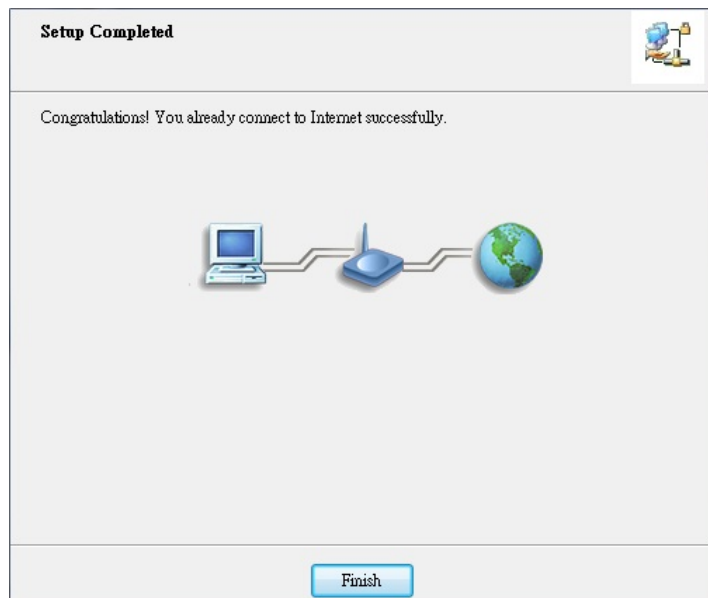 Setup Completed
Congratulations! You already connect to Internet successfully.
Finish